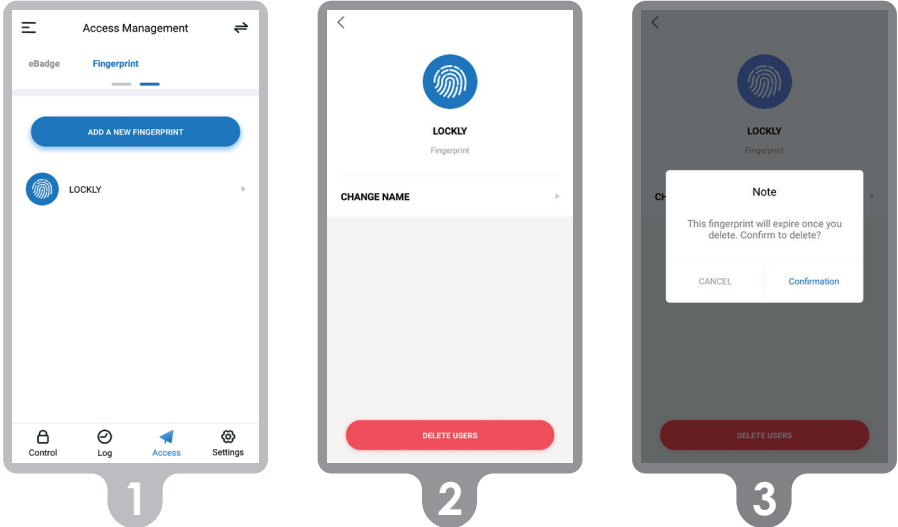 Access Management
eBadge Fingerprint
ADD A NEW FINGERPRINT
LOCKLY
Control Log Access Settings
1
LOCKLY
Fingerprint
CHANGE NAME
DELETE USERS
2
LOCKLY
Fingerprint
CH
Note
This fingerprint will expire once you
delete. Confirm to delete?
CANCEL Confirmation
DELETE USERS
3